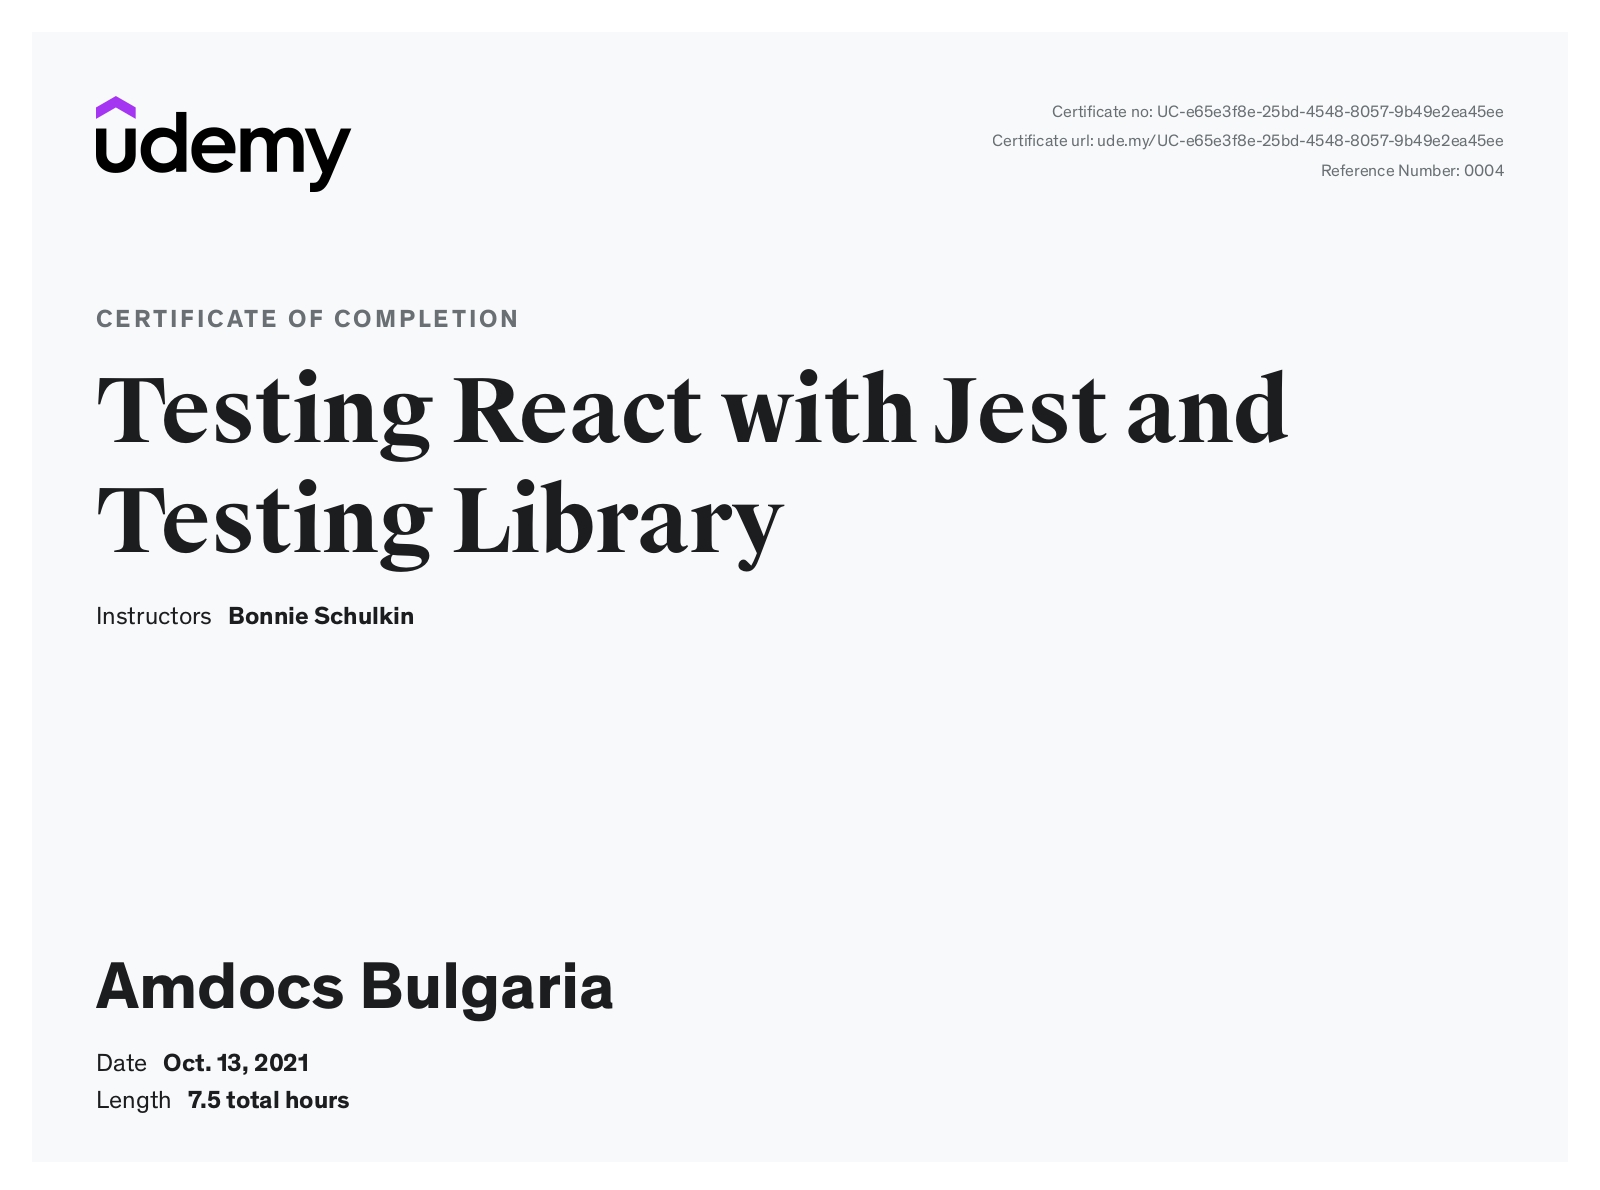 udemy
Certificate no: UC-e65e3f8e-25bd-4548-8057-9b49e2ea45ee
Certificate url: ude.my/UC-e65e3f8e-25bd-4548-8057-9b49e2ea45ee
Reference Number: 0004
CERTIFICATE OF COMPLETION
Testing React with Jest and
Testing Library
Instructors Bonnie Schulkin
Amdocs Bulgaria
Date Oct. 13, 2021
Length 7.5 total hours